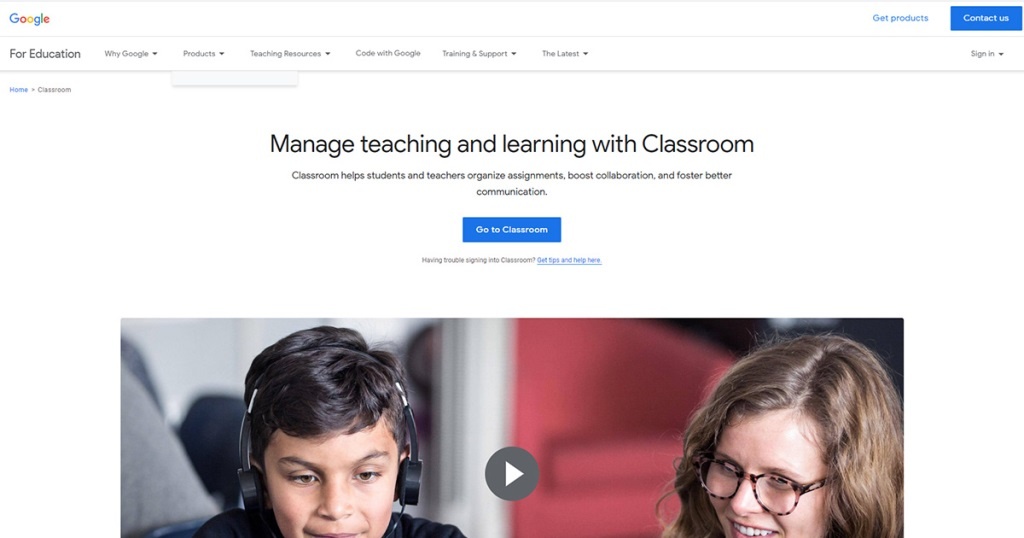 Google
Get products
Contact us
For Education
Why Google
Products
Teaching Resources
Code with Google
Training & Support
The Latest
Sign in
Home > Classroom
Manage teaching and learning with Classroom
Classroom helps students and teachers organize assignments, boost collaboration, and foster better
communication.
Go to Classroom
Having trouble signing into Classroom? Get tips and help here.